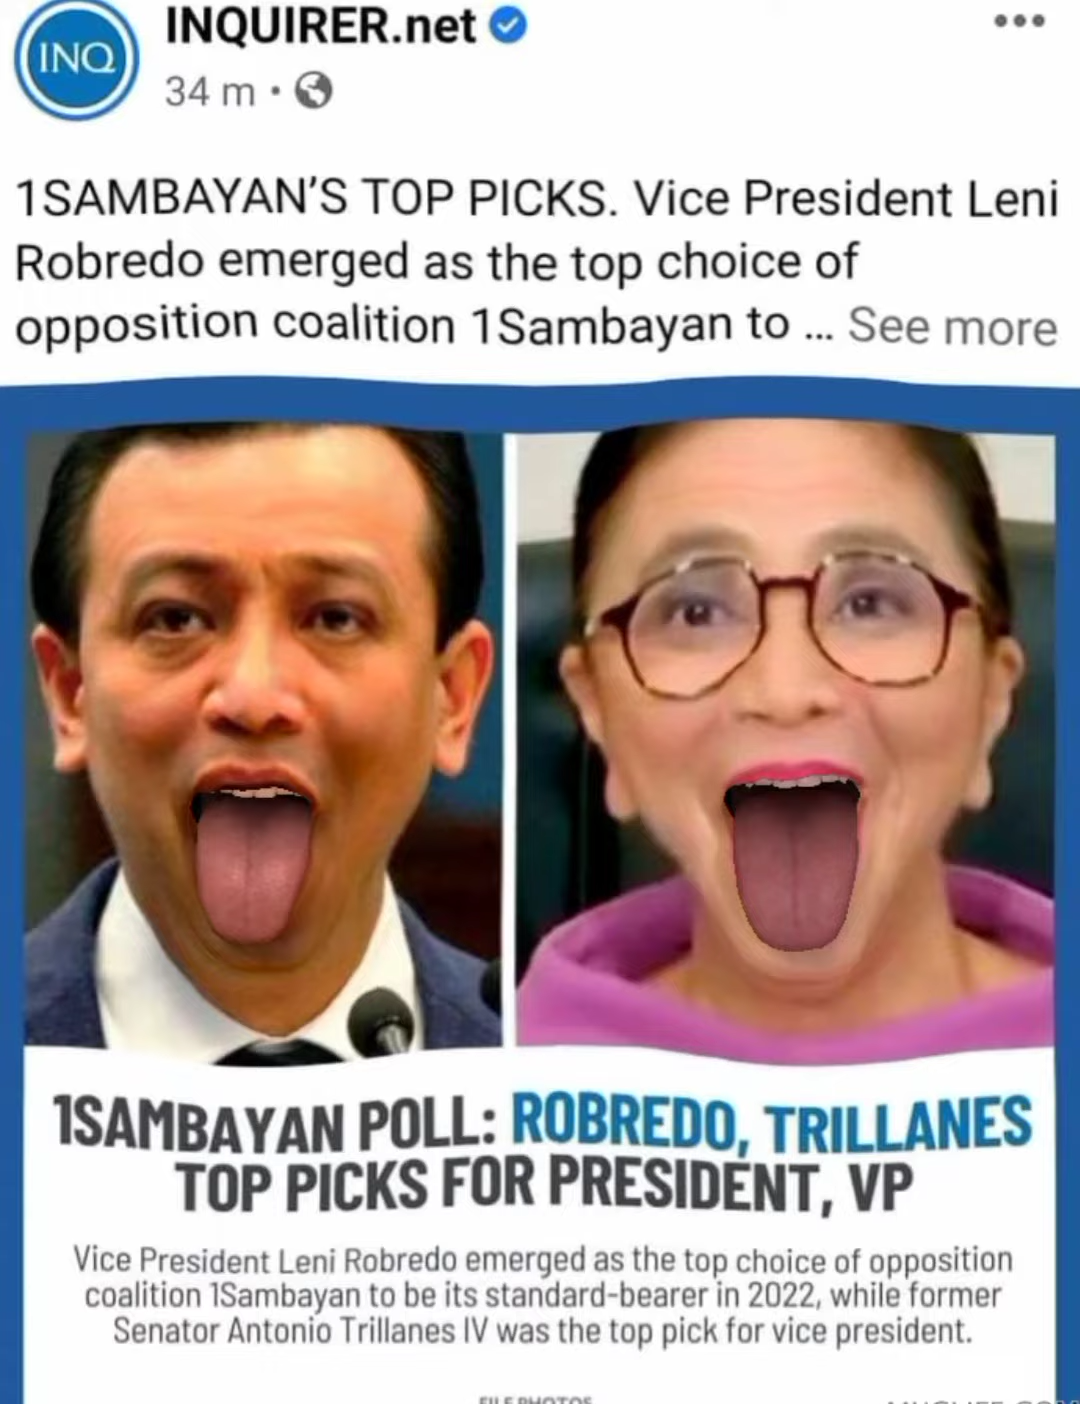 INQ
INQUIRER.net
34 m
1SAMBAYAN'S TOP PICKS. Vice President Leni
Robredo emerged as the top choice of
opposition coalition 1Sambayan to ... See more
1SAMBAYAN POLL: ROBREDO, TRILLANES
TOP PICKS FOR PRESIDENT, VP
Vice President Leni Robredo emerged as the top choice of opposition
coalition 1Sambayan to be its standard-bearer in 2022, while former
Senator Antonio Trillanes IV was the top pick for vice president.
FILE PHOTOS